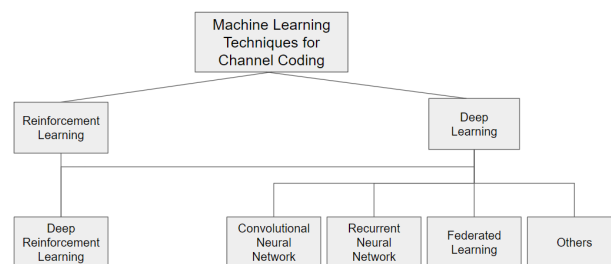 Machine Learning
Techniques for
Channel Coding
Reinforcement
Learning
Deep
Learning
Deep
Reinforcement
Learning
Convolutional
Neural
Network
Recurrent
Neural
Network
Federated
Learning
Others